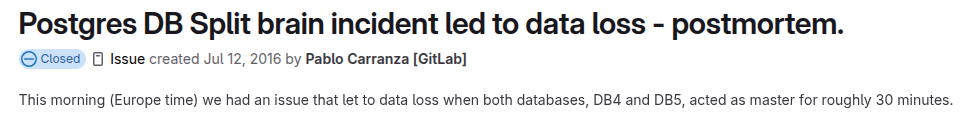 Postgres DB Split brain incident led to data loss - postmortem.
Closed Issue created Jul 12, 2016 by Pablo Carranza [GitLab]
This morning (Europe time) we had an issue that let to data loss when both databases, DB4 and DB5, acted as master for roughly 30 minutes.